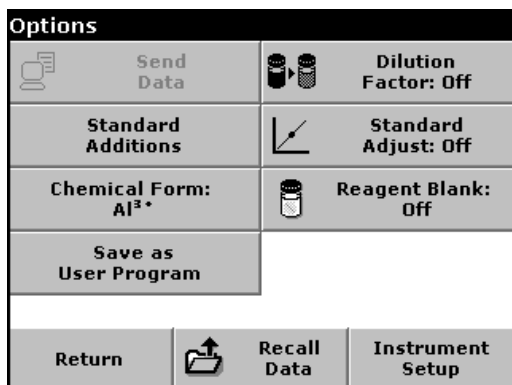 Options
Send
Data
Dilution
Factor: Off
Standard
Additions
Standard
Adjust: Off
Chemical Form:
Al³⁺
Reagent Blank:
Off
Save as
User Program
Return
Recall
Data
Instrument
Setup